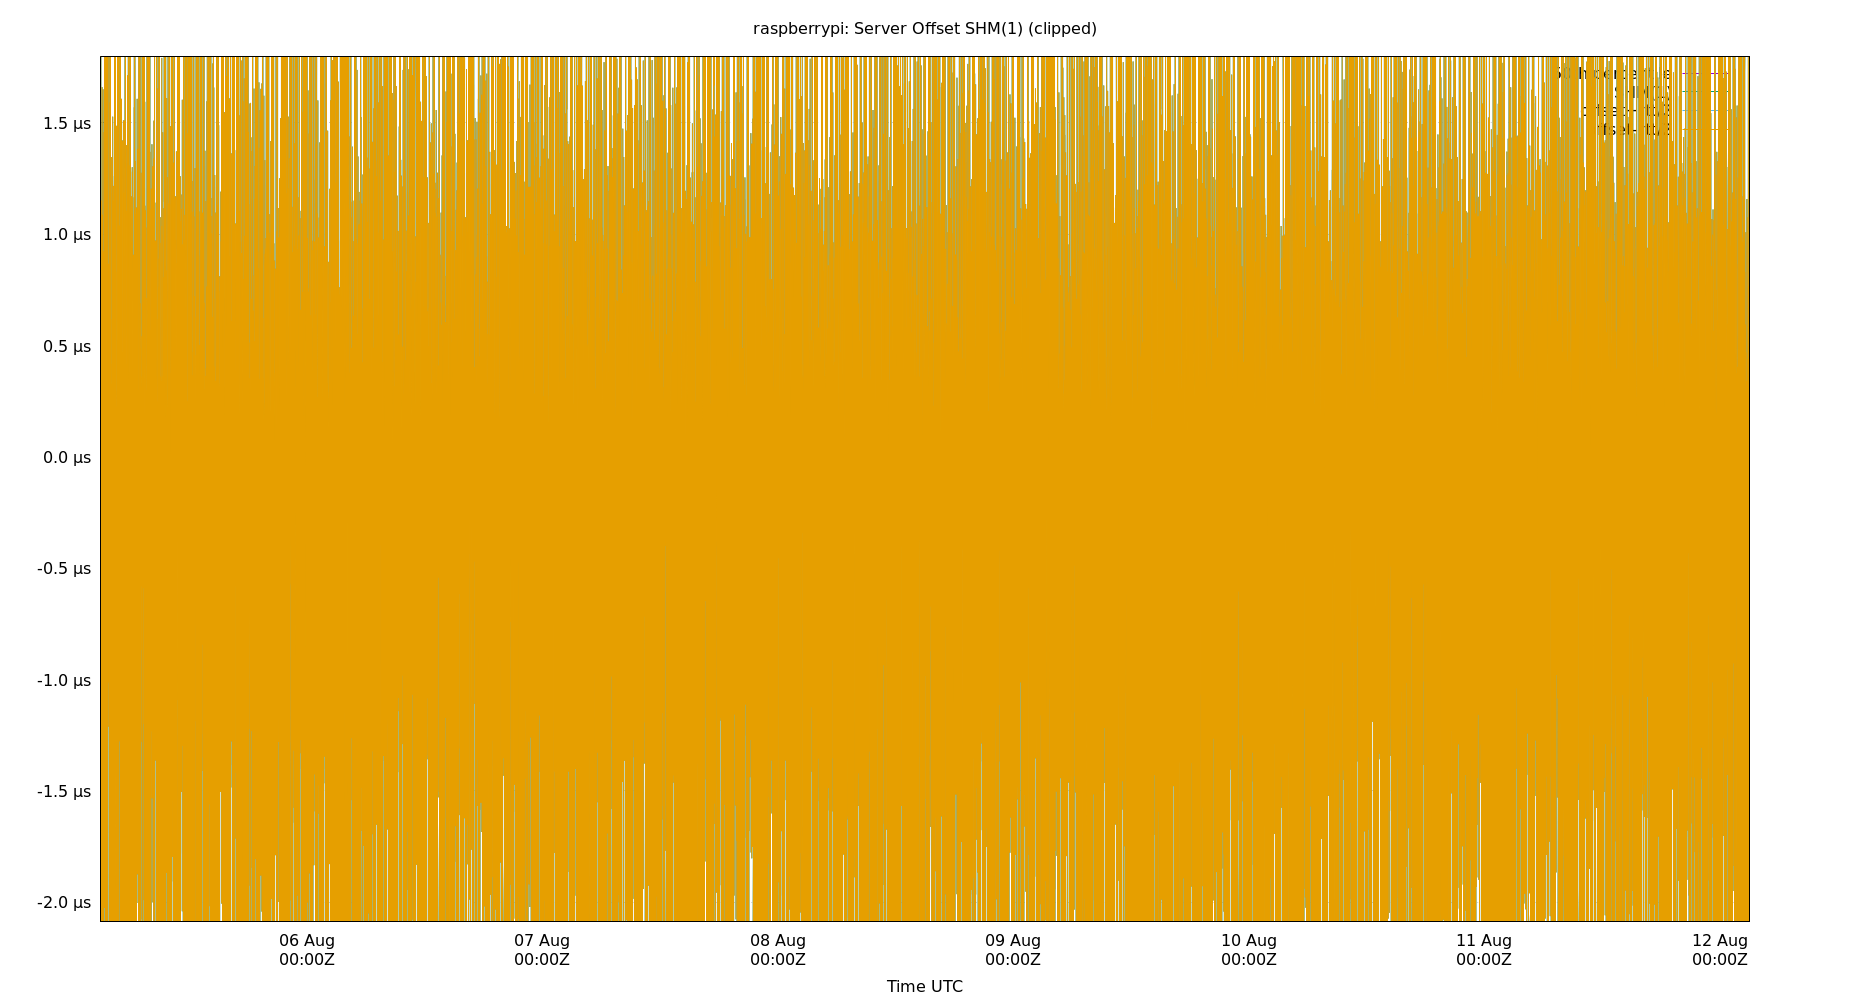 raspberrypi: Server Offset SHM(1) (clipped)
1.5 µs
1.0 µs
0.5 µs
0.0 µs
-0.5 µs
-1.0 µs
-1.5 µs
-2.0 µs
06 Aug
00:00Z
07 Aug
00:00Z
08 Aug
00:00Z
09 Aug
00:00Z
10 Aug
00:00Z
11 Aug
00:00Z
12 Aug
00:00Z
Time UTC